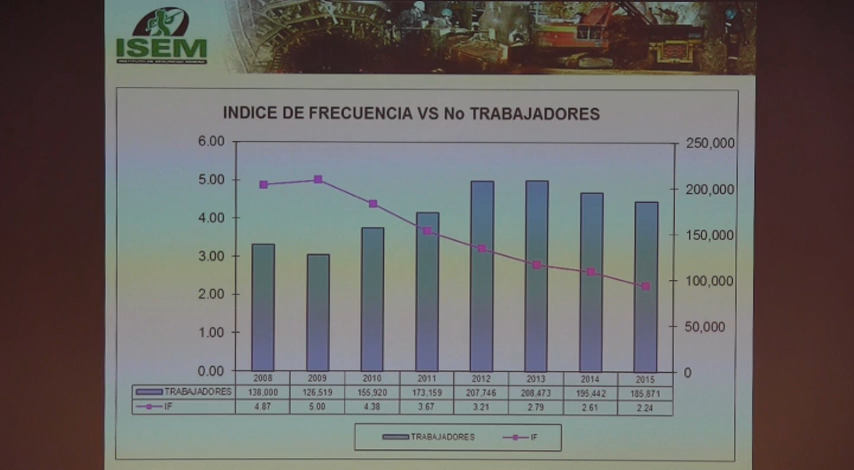 ISEM
INSTITUTO DE SEGURIDAD MINERA
INDICE DE FRECUENCIA VS No TRABAJADORES
6.00 250,000
5.00 200,000
4.00 150,000
3.00 100,000
2.00 50,000
1.00 0
0.00
2008 2009 2010 2011 2012 2013 2014 2015
TRABAJADORES 138,000 126,519 155,920 173,159 207,746 208,473 195,442 185,871
IF 4.87 5.00 4.38 3.67 3.21 2.79 2.61 2.24
TRABAJADORES IF